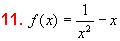 11. f(x) = 1/x² − x